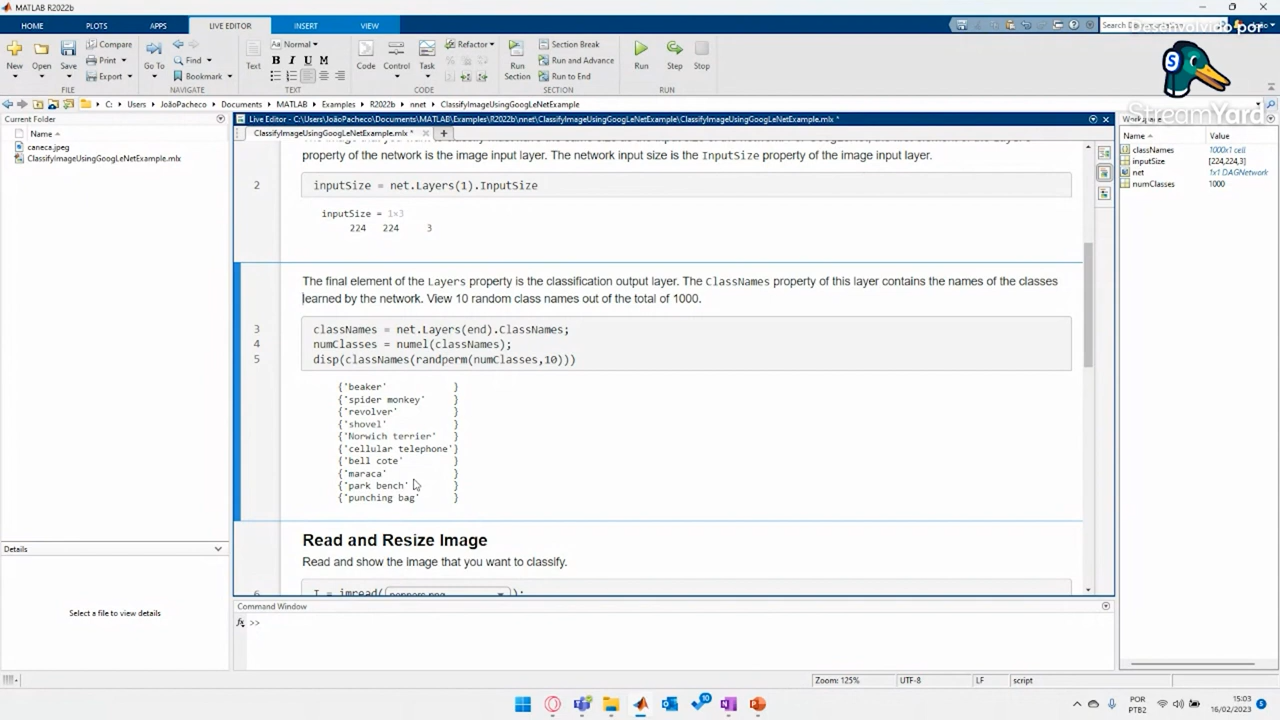 MATLAB R2022b
HOME PLOTS APPS LIVE EDITOR INSERT VIEW
Desenvolvido por
StreamYard
New Open Save Compare Print Export
Go To Find Bookmark
Text Normal B I U M
Code Control Task Refactor
Run Section Section Break Run and Advance Run to End
Run Step Stop
FILE NAVIGATE TEXT CODE SECTION RUN
C: Users JoãoPacheco Documents MATLAB Examples R2022b nnet ClassifyImageUsingGoogLeNetExample
Current Folder
Name
caneca.jpeg
ClassifyImageUsingGoogLeNetExample.mlx
Details
Select a file to view details
Live Editor - C:\Users\JoãoPacheco\Documents\MATLAB\Examples\R2022b\nnet\ClassifyImageUsingGoogLeNetExample\ClassifyImageUsingGoogLeNetExample.mlx *
ClassifyImageUsingGoogLeNetExample.mlx *
property of the network is the image input layer. The network input size is the InputSize property of the image input layer.
2 inputSize = net.Layers(1).InputSize
inputSize = 1×3
224 224 3
The final element of the Layers property is the classification output layer. The ClassNames property of this layer contains the names of the classes
learned by the network. View 10 random class names out of the total of 1000.
3 classNames = net.Layers(end).ClassNames;
4 numClasses = numel(classNames);
5 disp(classNames(randperm(numClasses,10)))
{'beaker' }
{'spider monkey' }
{'revolver' }
{'shovel' }
{'Norwich terrier' }
{'cellular telephone'}
{'bell cote' }
{'maraca' }
{'park bench' }
{'punching bag' }
Read and Resize Image
Read and show the image that you want to classify.
6 I = imread( peppers.png );
Command Window
fx >>
Name Value
classNames 1000x1 cell
inputSize [224,224,3]
net 1x1 DAGNetwork
numClasses 1000
Zoom: 125% UTF-8 LF script
10
POR
PTB2
15:03
16/02/2023